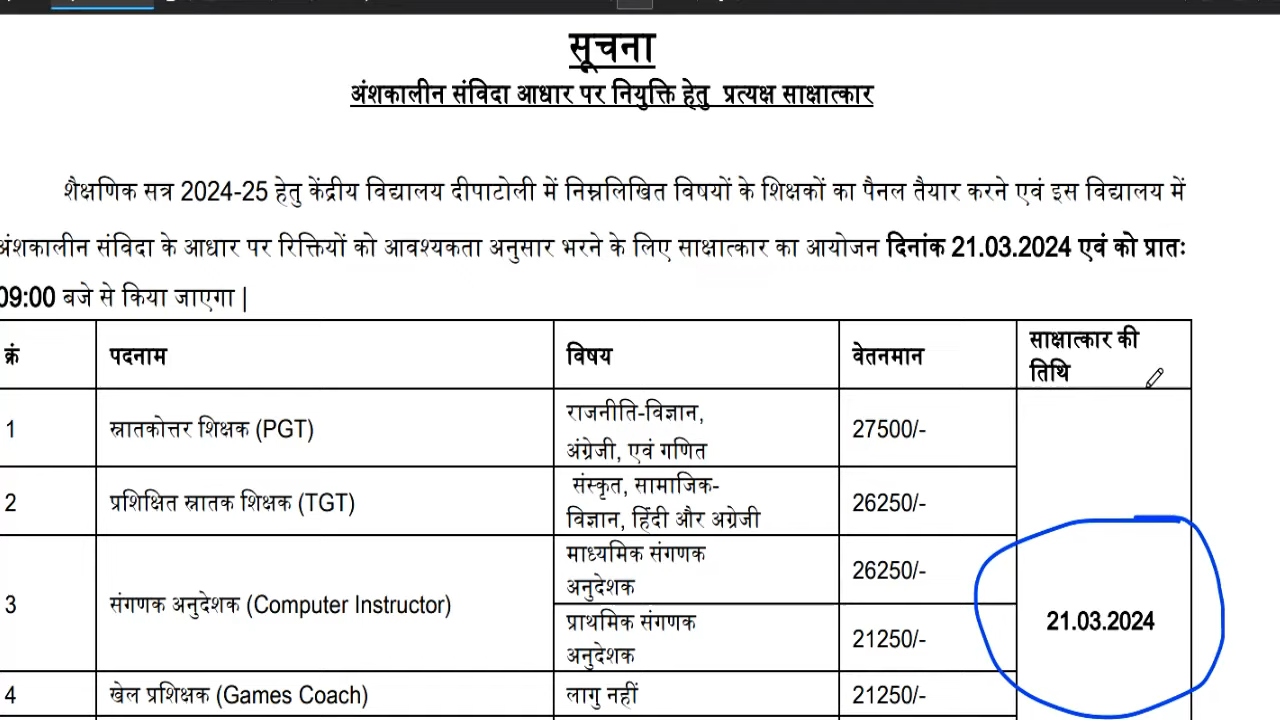 सूचना
अंशकालीन संविदा आधार पर नियुक्ति हेतु प्रत्यक्ष साक्षात्कार
शैक्षणिक सत्र 2024-25 हेतु केंद्रीय विद्यालय दीपाटोली में निम्नलिखित विषयों के शिक्षकों का पैनल तैयार करने एवं इस विद्यालय में
अंशकालीन संविदा के आधार पर रिक्तियों को आवश्यकता अनुसार भरने के लिए साक्षात्कार का आयोजन दिनांक 21.03.2024 एवं को प्रातः
09:00 बजे से किया जाएगा |
क्रं पदनाम विषय वेतनमान साक्षात्कार की
तिथि
1 स्नातकोत्तर शिक्षक (PGT) राजनीति-विज्ञान, 27500/-
अंग्रेजी, एवं गणित
2 प्रशिक्षित स्नातक शिक्षक (TGT) संस्कृत, सामाजिक- 26250/-
विज्ञान, हिंदी और अग्रेजी
3 संगणक अनुदेशक (Computer Instructor) माध्यमिक संगणक 26250/-
अनुदेशक
प्राथमिक संगणक 21250/- 21.03.2024
अनुदेशक
4 खेल प्रशिक्षक (Games Coach) लागु नहीं 21250/-